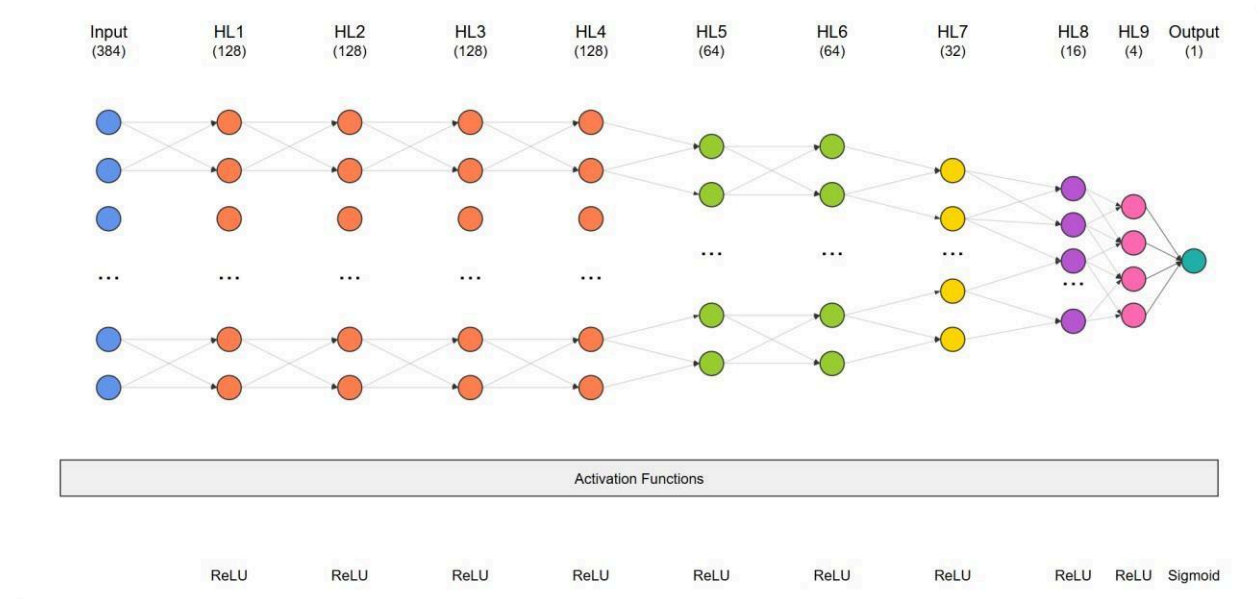 Input HL1 HL2 HL3 HL4 HL5 HL6 HL7 HL8 HL9 Output
(384) (128) (128) (128) (128) (64) (64) (32) (16) (4) (1)
... ... ...
... ... ... ... ... ...
Activation Functions
ReLU ReLU ReLU ReLU ReLU ReLU ReLU ReLU ReLU Sigmoid